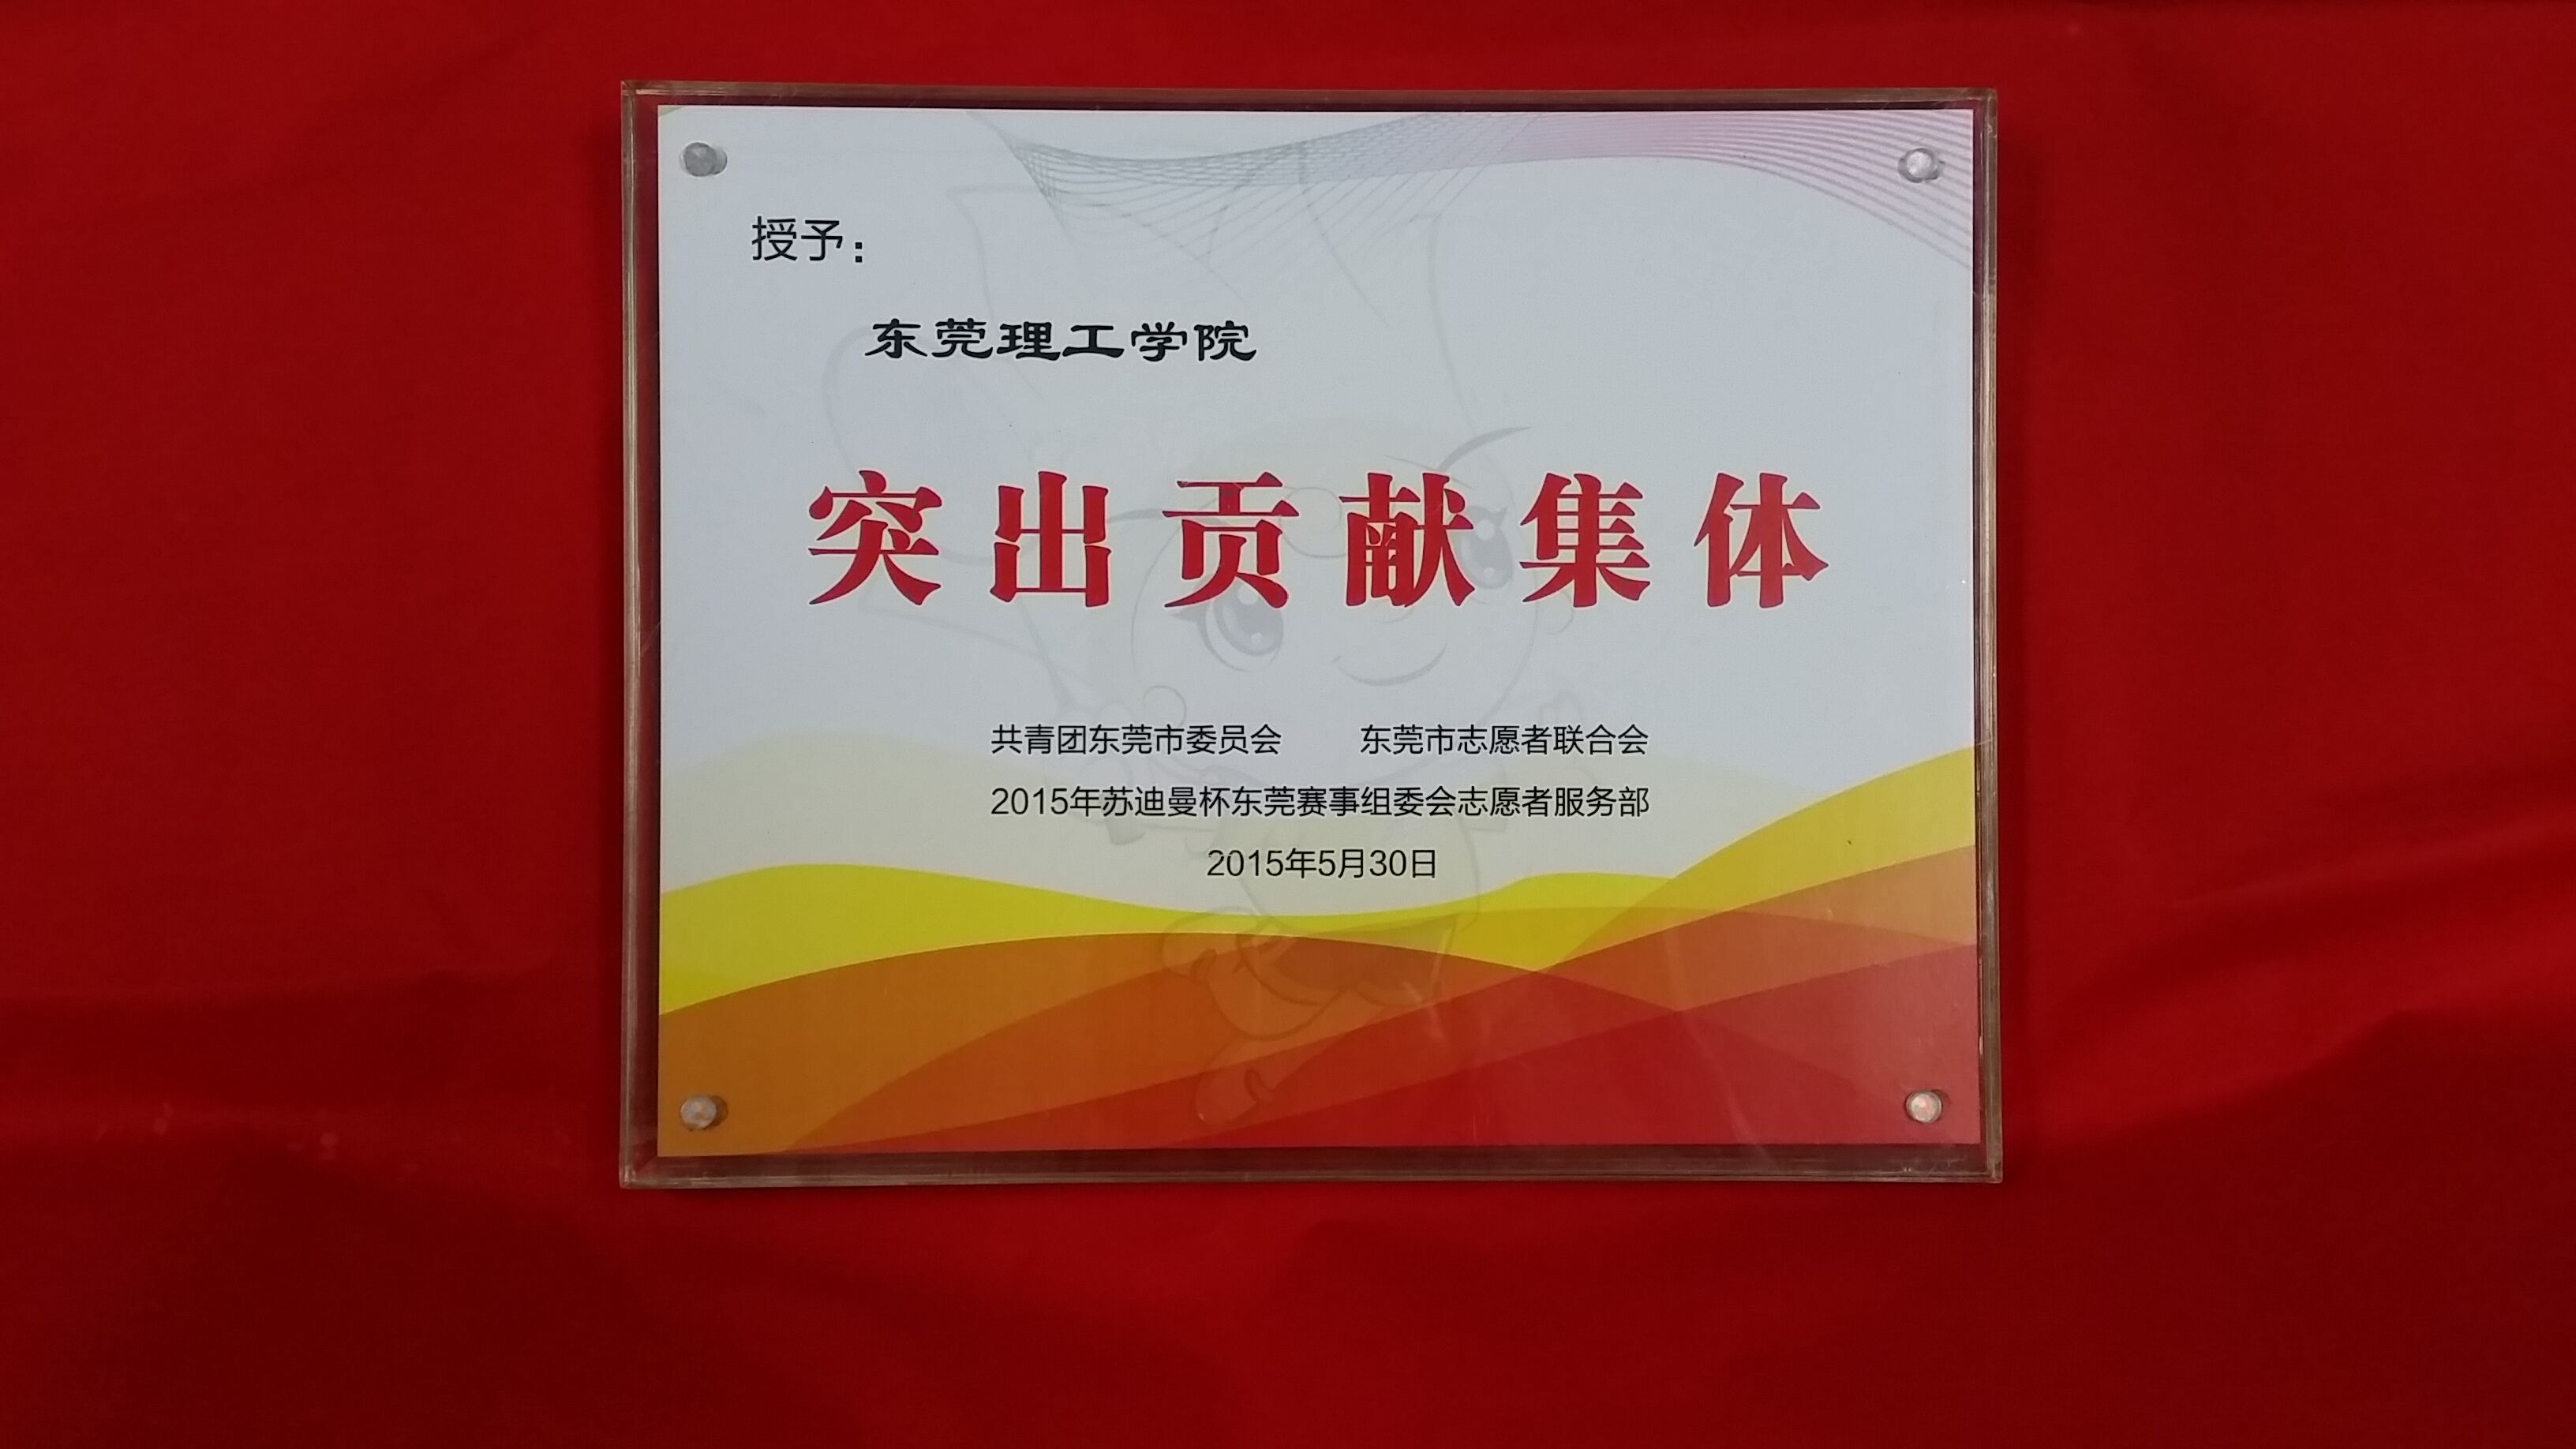 授予：
东莞理工学院
突出贡献集体
共青团东莞市委员会 东莞市志愿者联合会
2015年苏迪曼杯东莞赛事组委会志愿者服务部
2015年5月30日